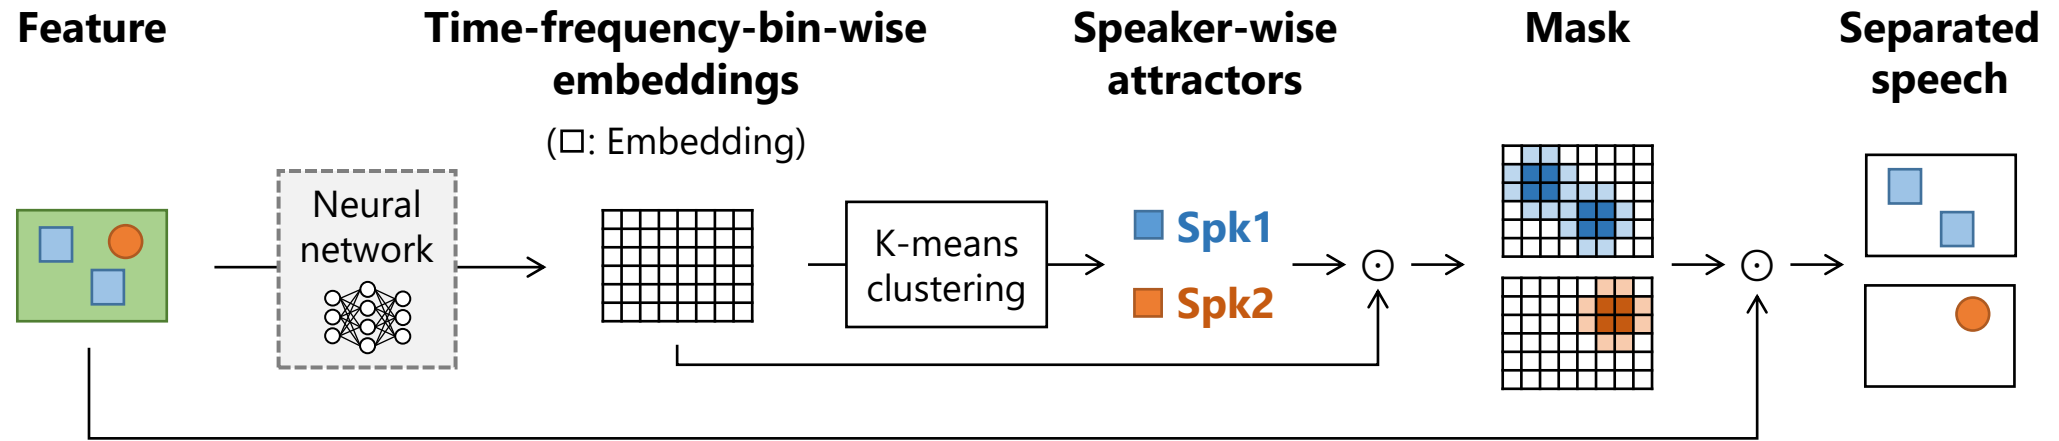 Feature
Time-frequency-bin-wise
embeddings
(□: Embedding)
Speaker-wise
attractors
Mask
Separated
speech
Neural
network
K-means
clustering
Spk1
Spk2